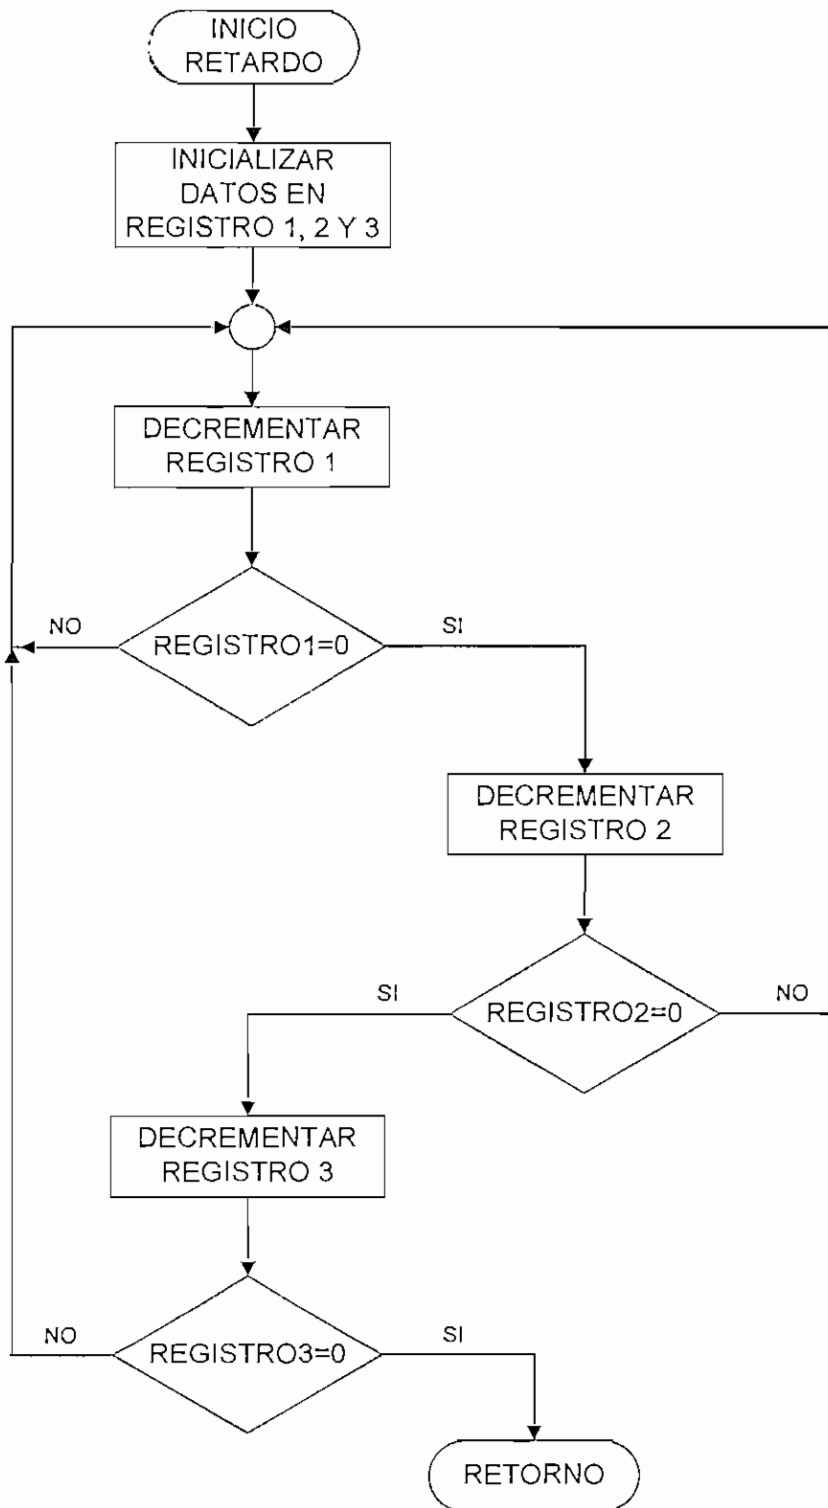 INICIO
RETARDO
INICIALIZAR
DATOS EN
REGISTRO 1, 2 Y 3
DECREMENTAR
REGISTRO 1
NO
REGISTRO1=0
SI
DECREMENTAR
REGISTRO 2
SI
REGISTRO2=0
NO
DECREMENTAR
REGISTRO 3
NO
REGISTRO3=0
SI
RETORNO